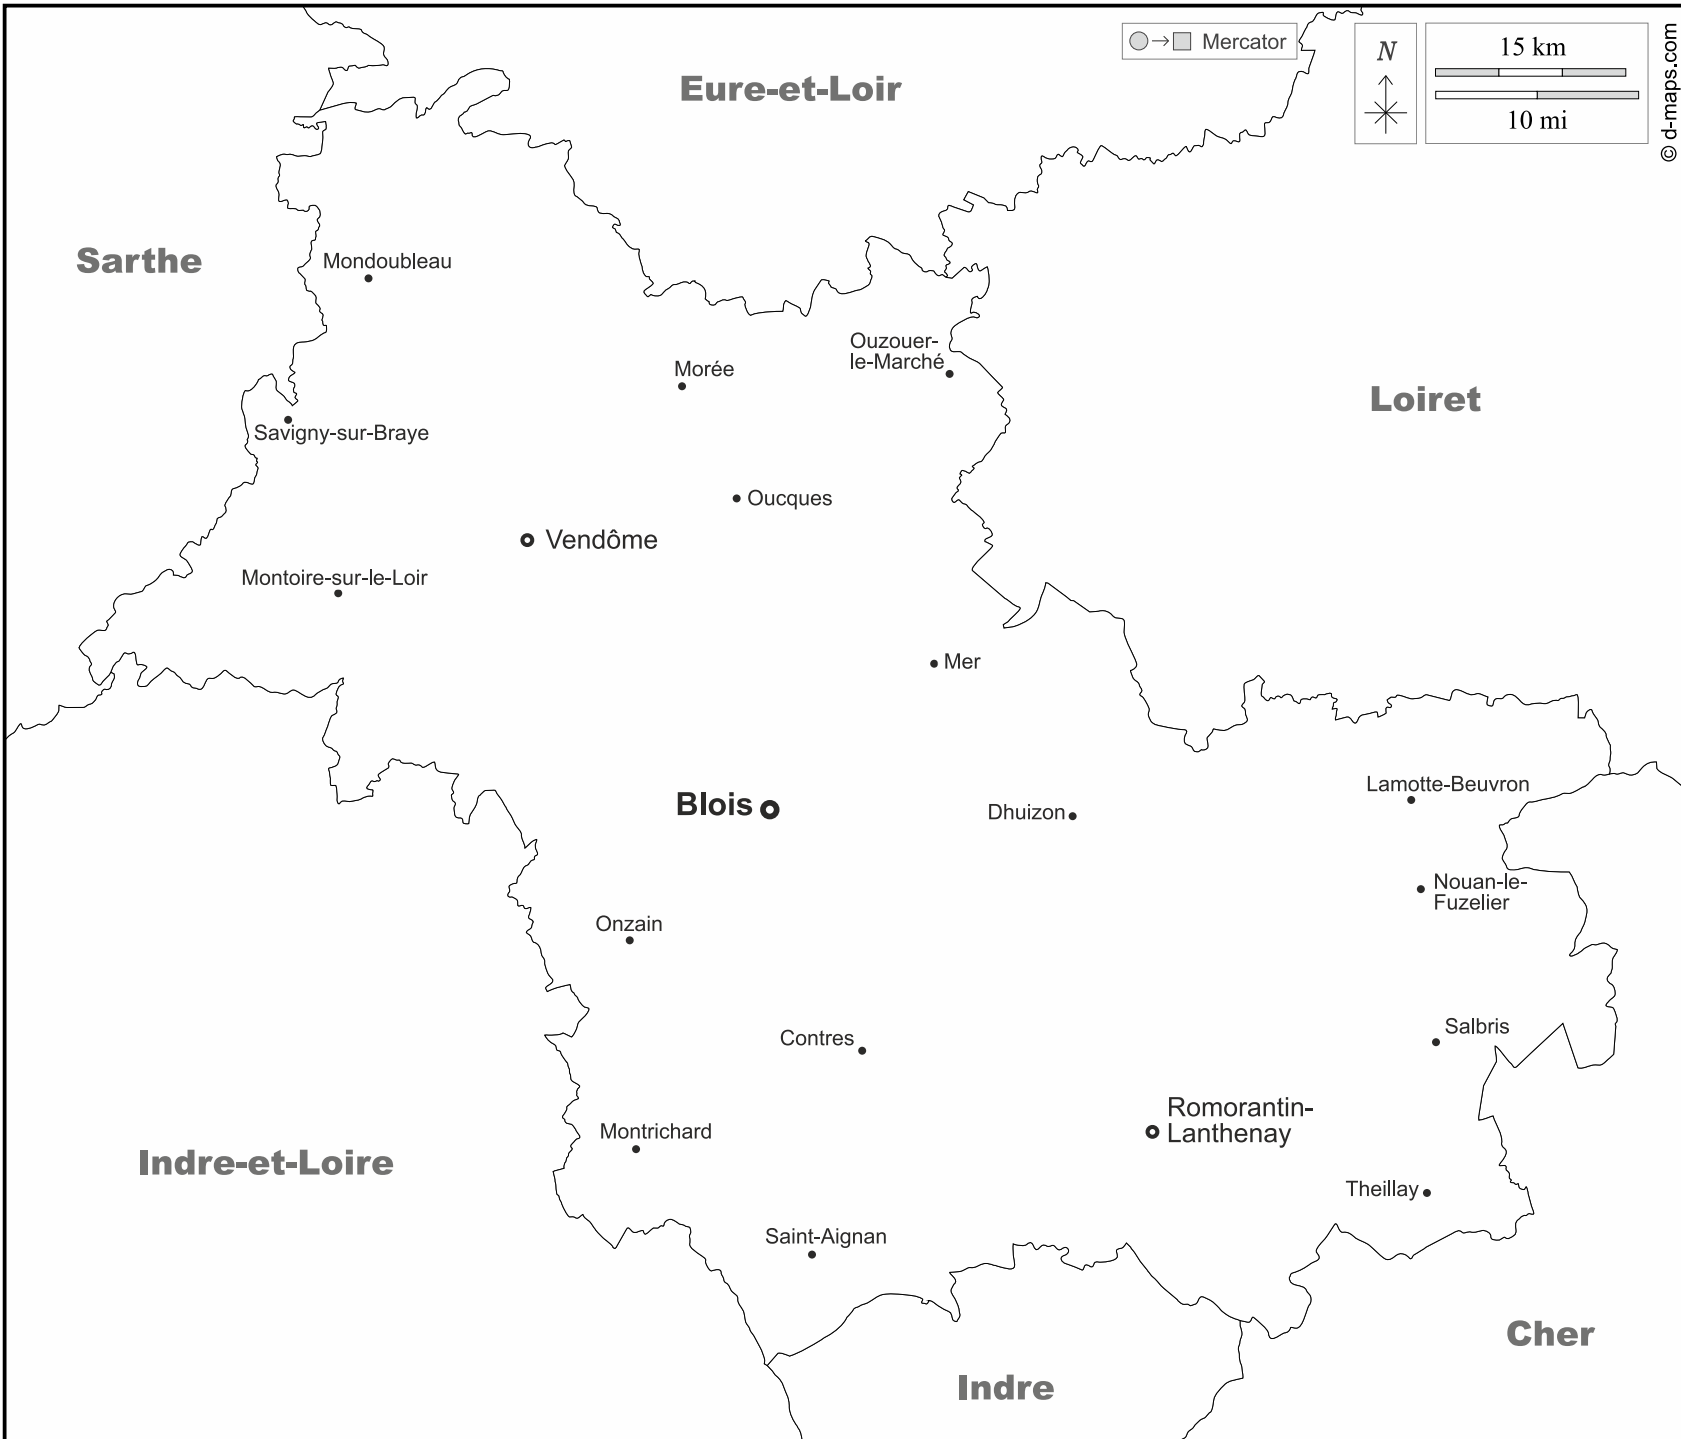 Mercator
N
15 km
10 mi
© d-maps.com
Eure-et-Loir
Sarthe
Mondoubleau
Ouzouer-
le-Marché
Morée
Loiret
Savigny-sur-Braye
Oucques
Vendôme
Montoire-sur-le-Loir
Mer
Lamotte-Beuvron
Blois
Dhuizon
Nouan-le-
Fuzelier
Onzain
Salbris
Contres
Romorantin-
Lanthenay
Montrichard
Indre-et-Loire
Theillay
Saint-Aignan
Cher
Indre